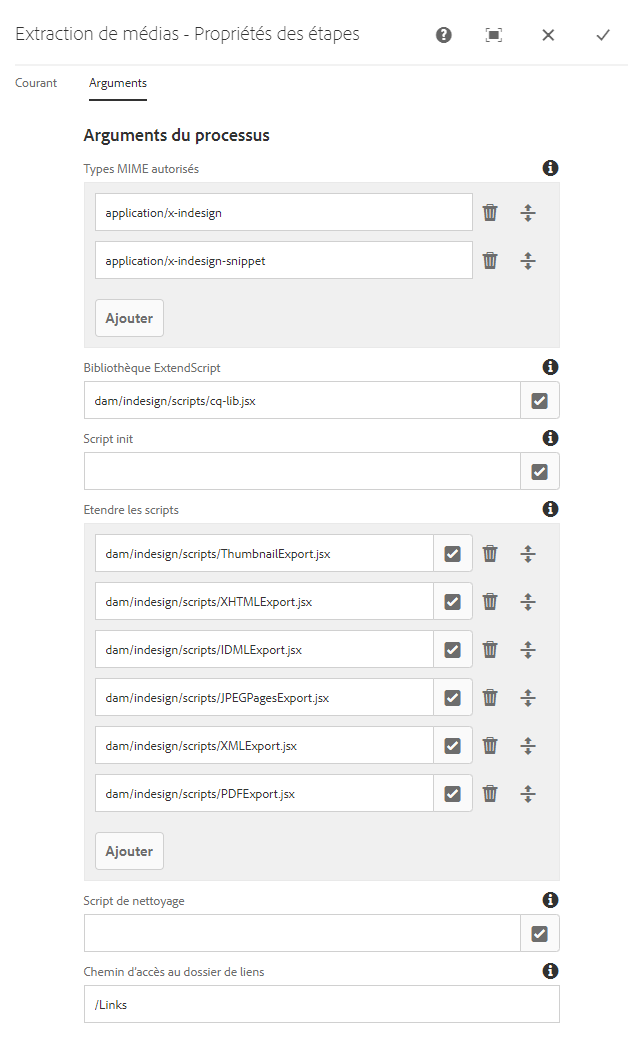 Extraction de médias - Propriétés des étapes
Courant
Arguments
Arguments du processus
Types MIME autorisés
application/x-indesign
application/x-indesign-snippet
Ajouter
Bibliothèque ExtendScript
dam/indesign/scripts/cq-lib.jsx
Script init
Etendre les scripts
dam/indesign/scripts/ThumbnailExport.jsx
dam/indesign/scripts/XHTMLExport.jsx
dam/indesign/scripts/IDMLExport.jsx
dam/indesign/scripts/JPEGPagesExport.jsx
dam/indesign/scripts/XMLExport.jsx
dam/indesign/scripts/PDFExport.jsx
Ajouter
Script de nettoyage
Chemin d'accès au dossier de liens
/Links